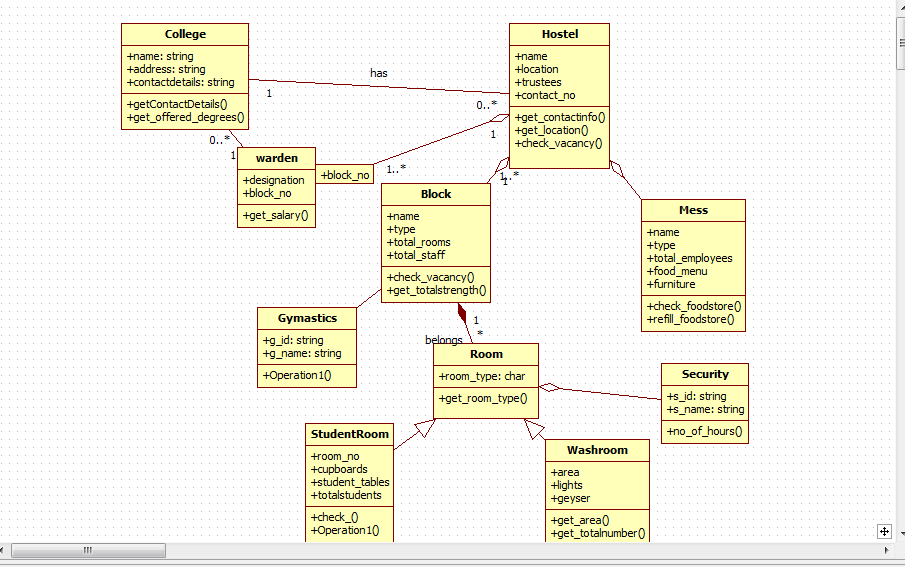 College
+name: string
+address: string
+contactdetails: string
+getContactDetails()
+get_offered_degrees()
has
1
0..*
Hostel
+name
+location
+trustees
+contact_no
+get_contactinfo()
+get_location()
+check_vacancy()
0..*
1
warden
+designation
+block_no
+get_salary()
+block_no
1..*
1
1..*
1
Block
+name
+type
+total_rooms
+total_staff
+check_vacancy()
+get_totalstrength()
Mess
+name
+type
+total_employees
+food_menu
+furniture
+check_foodstore()
+refill_foodstore()
Gymastics
+g_id: string
+g_name: string
+Operation1()
1
*
belongs
Room
+room_type: char
+get_room_type()
Security
+s_id: string
+s_name: string
+no_of_hours()
StudentRoom
+room_no
+cupboards
+student_tables
+totalstudents
+check_()
+Operation1()
Washroom
+area
+lights
+geyser
+get_area()
+get_totalnumber()